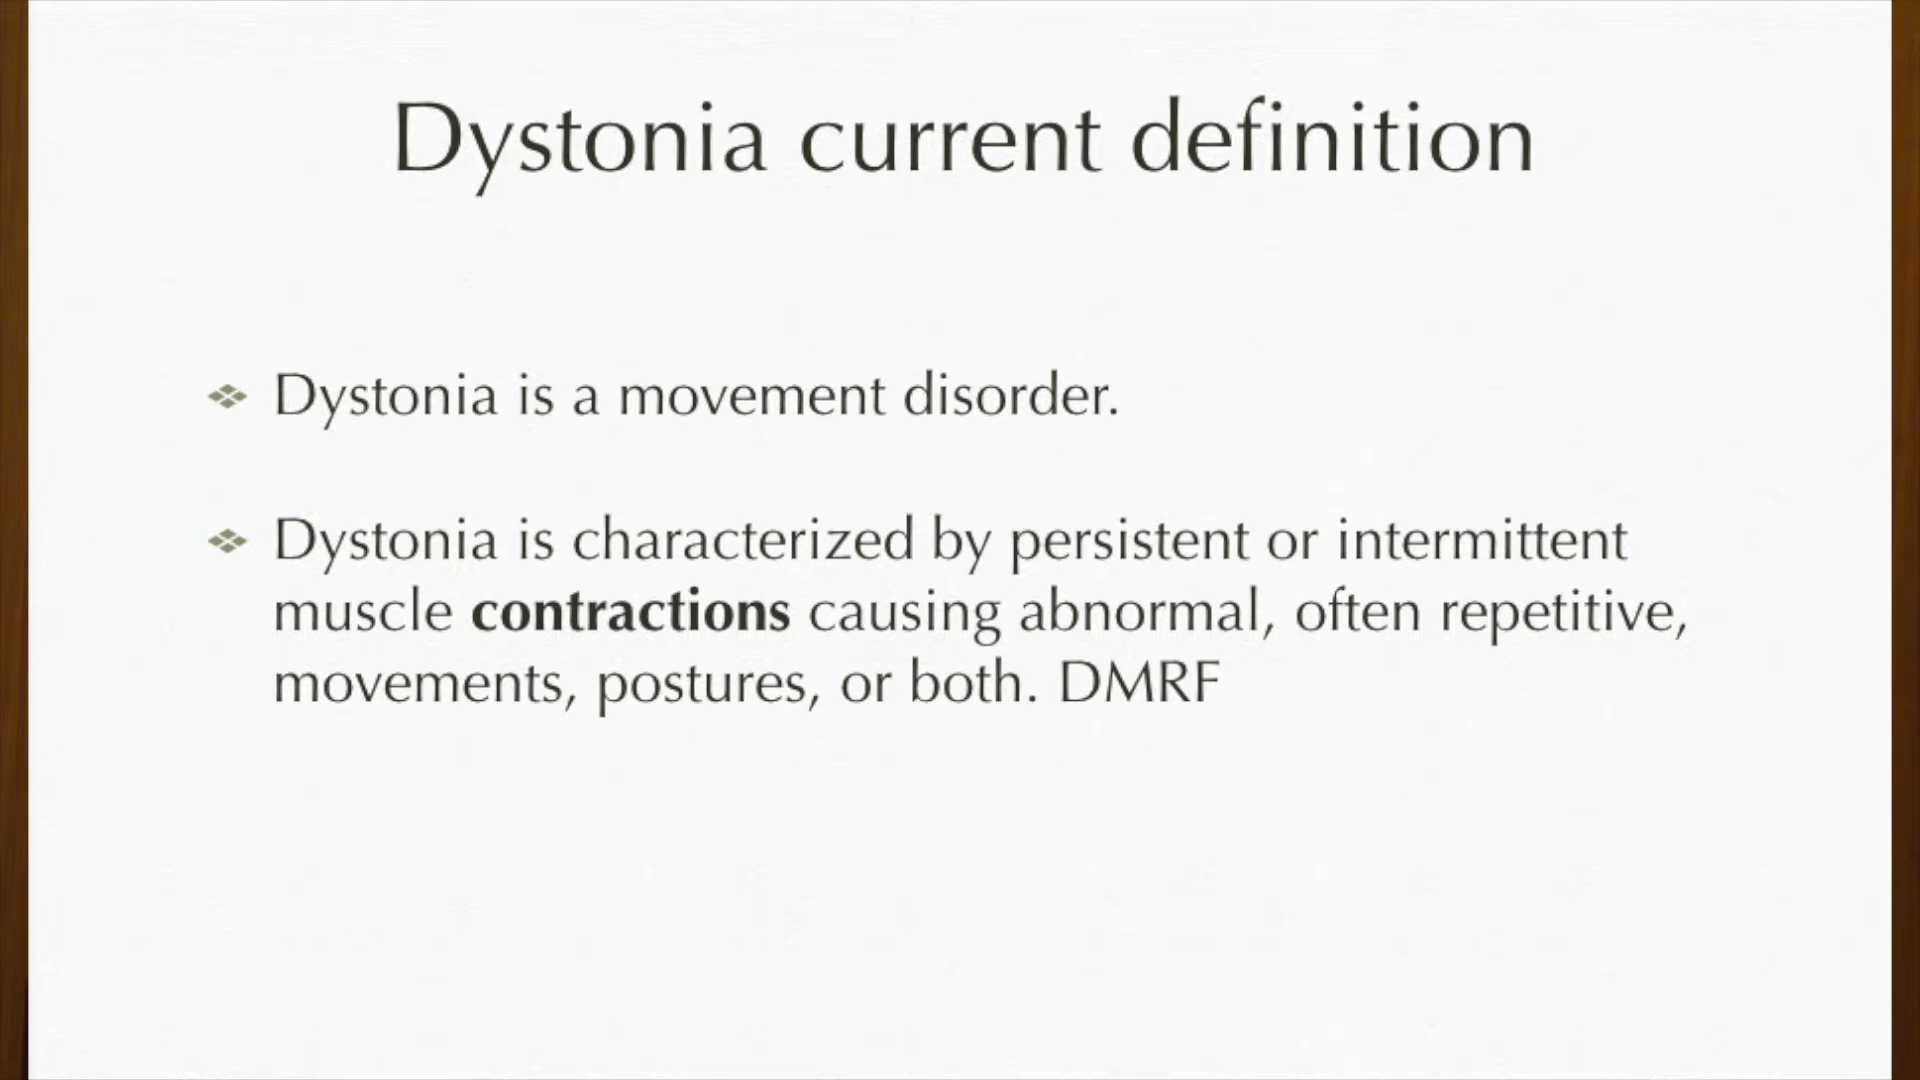 Dystonia current definition
Dystonia is a movement disorder.
Dystonia is characterized by persistent or intermittent
muscle contractions causing abnormal, often repetitive,
movements, postures, or both. DMRF